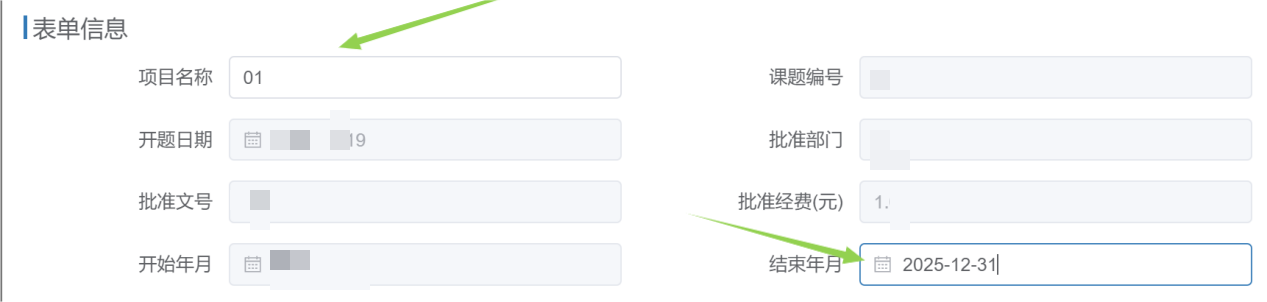 表单信息
项目名称 01 课题编号
开题日期 19 批准部门
批准文号 批准经费(元) 1.
开始年月 结束年月 2025-12-31